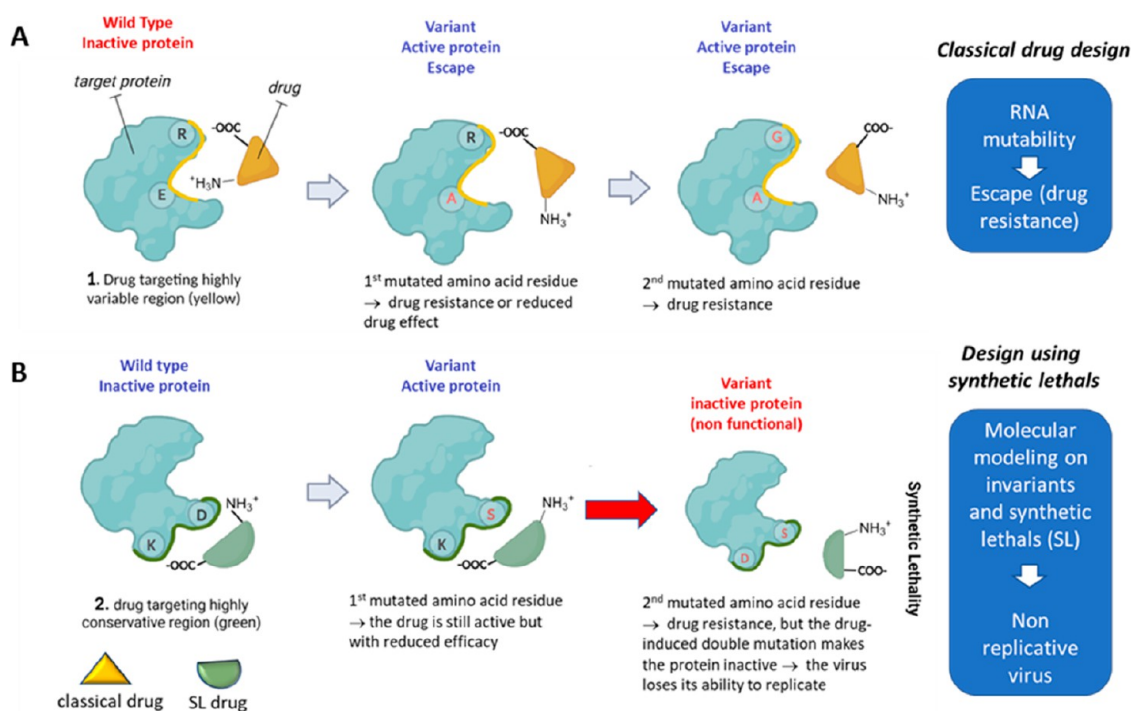 A
Wild Type
Inactive protein
target protein
drug
R
E
-OOC
⁺H₃N
1. Drug targeting highly
variable region (yellow)
Variant
Active protein
Escape
R
A
-OOC
NH₃⁺
1st mutated amino acid residue
→ drug resistance or reduced
drug effect
Variant
Active protein
Escape
G
A
COO-
NH₃⁺
2nd mutated amino acid residue
→ drug resistance
Classical drug design
RNA
mutability
Escape (drug
resistance)
B
Wild type
Inactive protein
D
K
NH₃⁺
-OOC
2. drug targeting highly
conservative region (green)
classical drug
SL drug
Variant
Active protein
S
K
NH₃⁺
-OOC
1st mutated amino acid residue
→ the drug is still active but
with reduced efficacy
Variant
inactive protein
(non functional)
S
D
NH₃⁺
COO-
2nd mutated amino acid residue
→ drug resistance, but the drug-
induced double mutation makes
the protein inactive → the virus
loses its ability to replicate
Synthetic Lethality
Design using
synthetic lethals
Molecular
modeling on
invariants
and synthetic
lethals (SL)
Non
replicative
virus